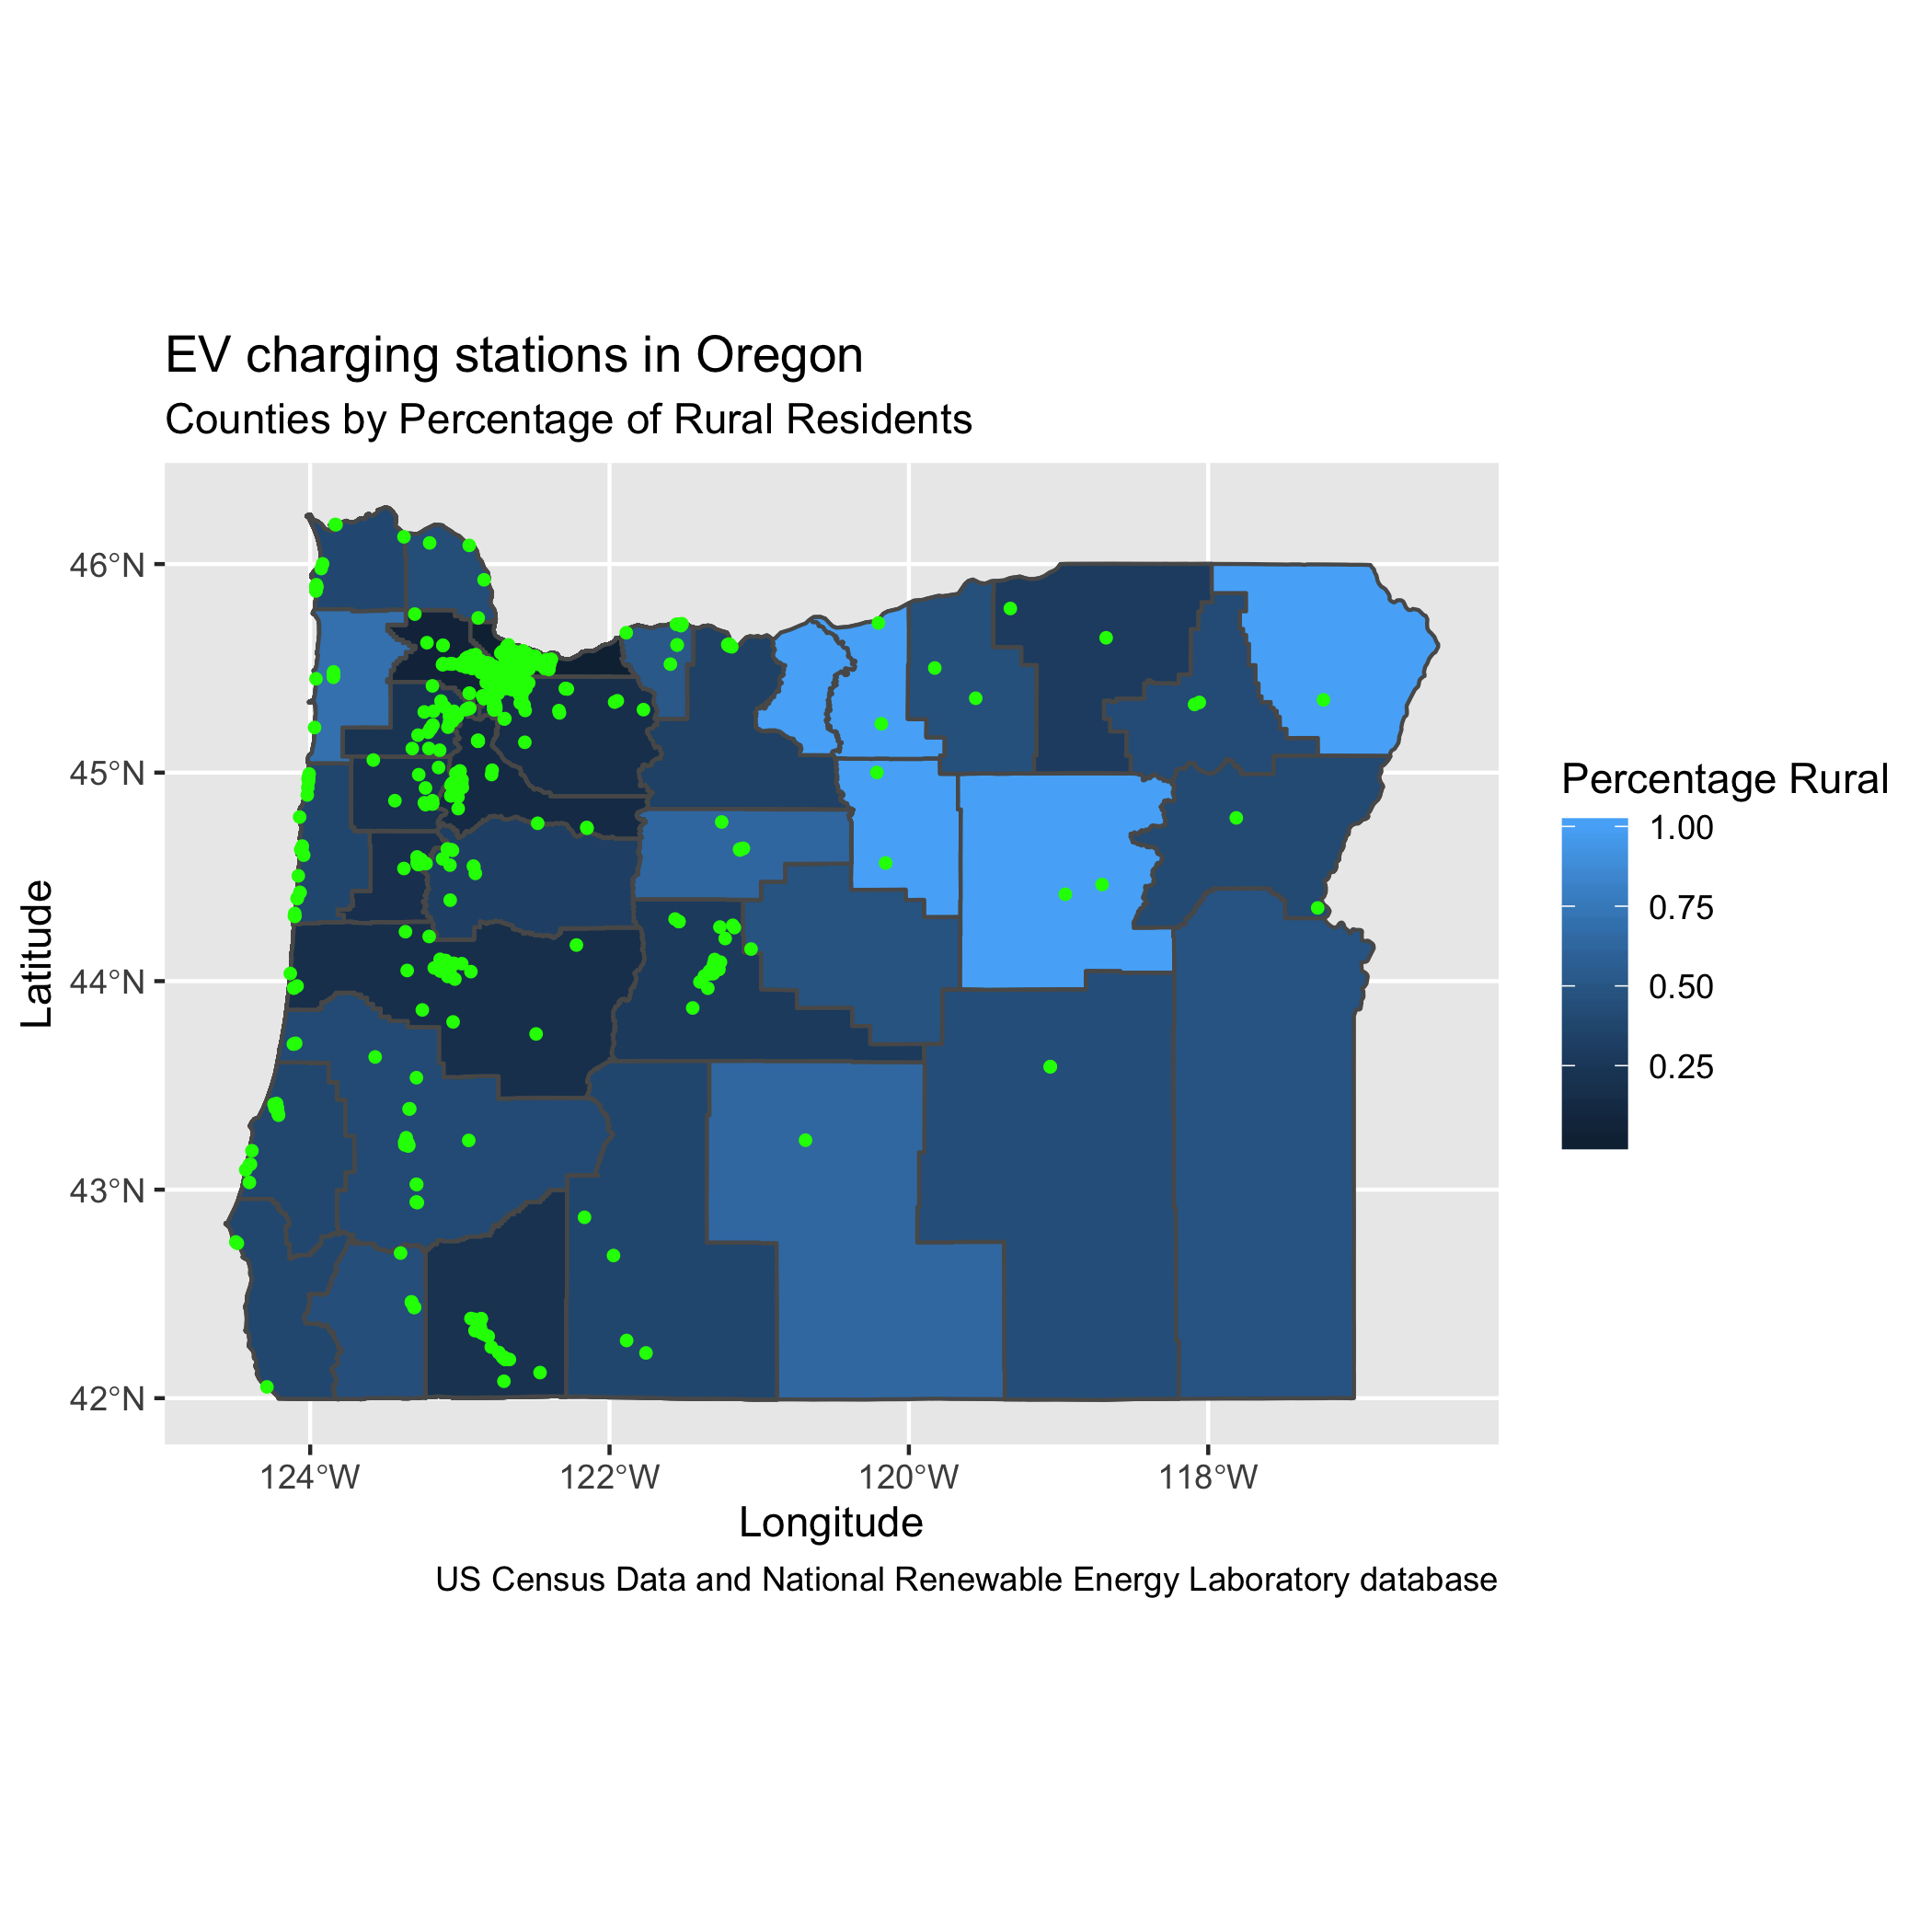 EV charging stations in Oregon
Counties by Percentage of Rural Residents
46°N
45°N
44°N
43°N
42°N
Latitude
124°W
122°W
120°W
118°W
Longitude
US Census Data and National Renewable Energy Laboratory database
Percentage Rural
1.00
0.75
0.50
0.25